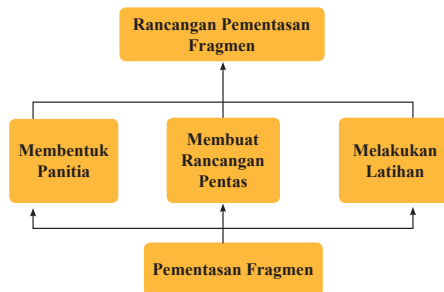 Rancangan Pementasan
Fragmen
Membentuk
Panitia
Membuat
Rancangan
Pentas
Melakukan
Latihan
Pementasan Fragmen